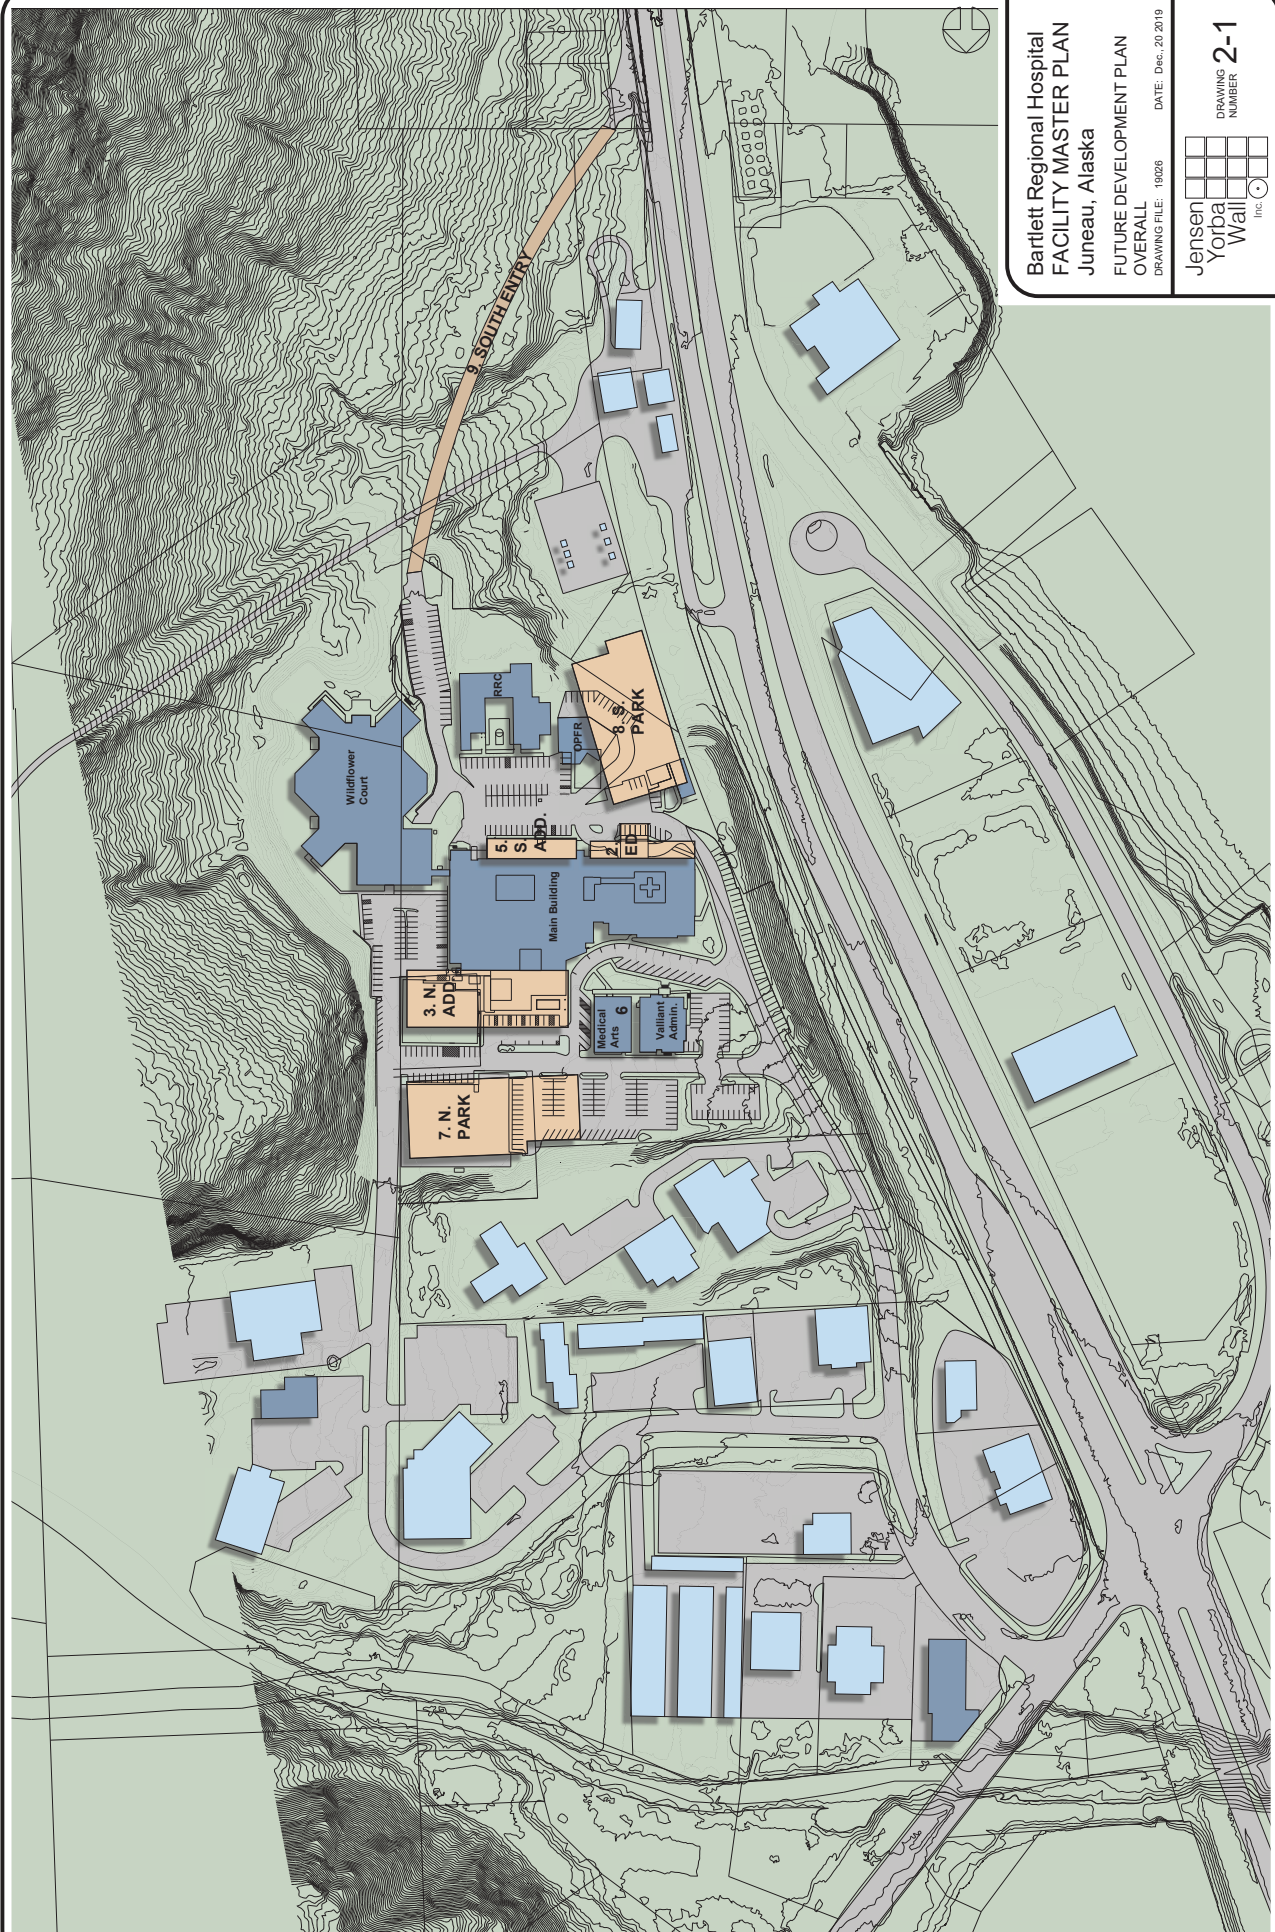 Bartlett Regional Hospital
FACILITY MASTER PLAN
Juneau, Alaska
FUTURE DEVELOPMENT PLAN
OVERALL
DRAWING FILE: 19026 DATE: Dec., 20 2019
Jensen
Yorba
Wall
Inc.
DRAWING
NUMBER 2-1
9. SOUTH ENTRY
Wildflower
Court
RRC
OPFR
8. S.
PARK
5.
S.
ADD.
2.
ED
Main Building
3. N.
ADD
Medical
Arts 6
Valliant
Admin.
7. N.
PARK